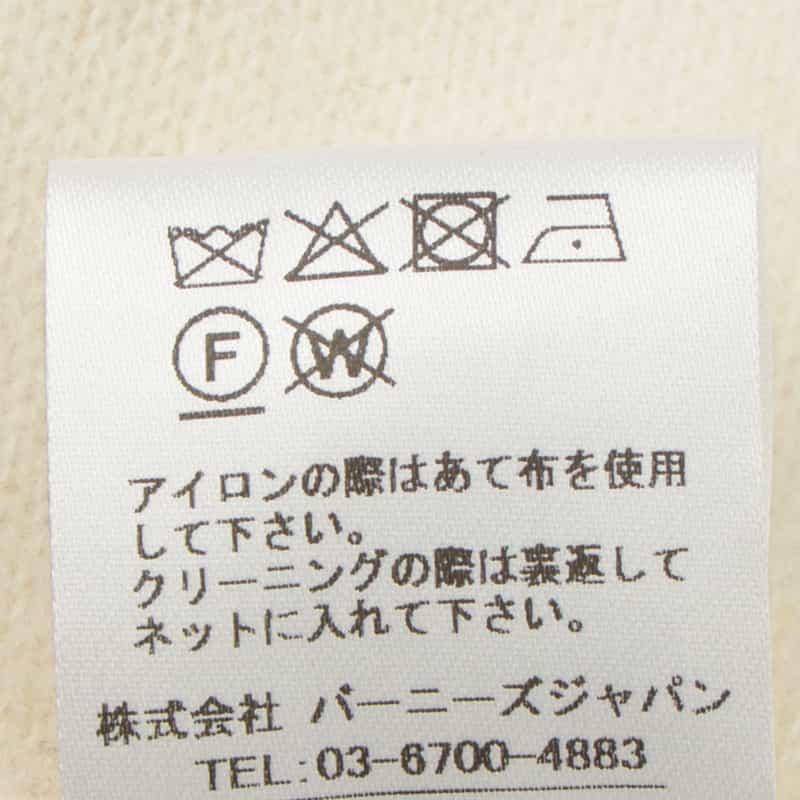 F W
アイロンの際はあて布を使用
して下さい。
クリーニングの際は裏返して
ネットに入れて下さい。
株式会社 バーニーズジャパン
TEL:03-6700-4883